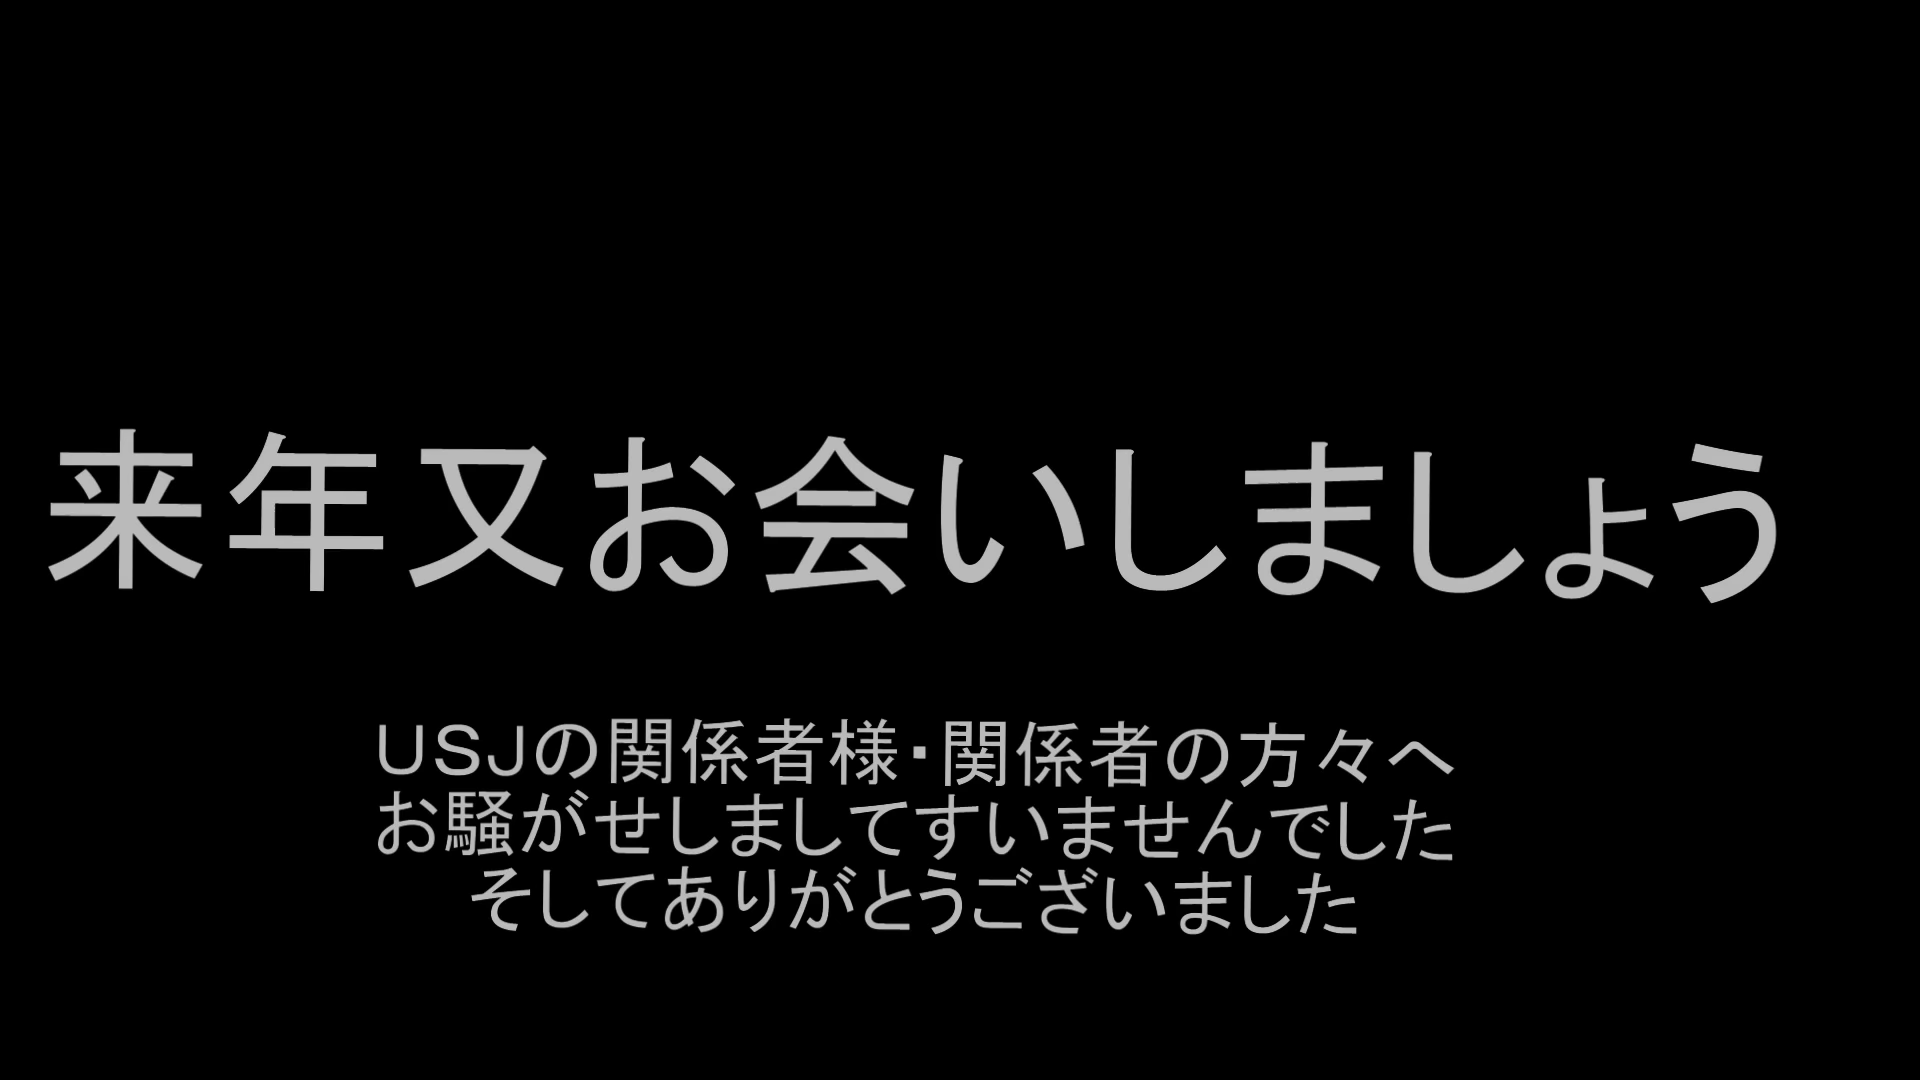 来年又お会いしましょう
USJの関係者様・関係者の方々へ
お騒がせしましてすいませんでした
そしてありがとうございました